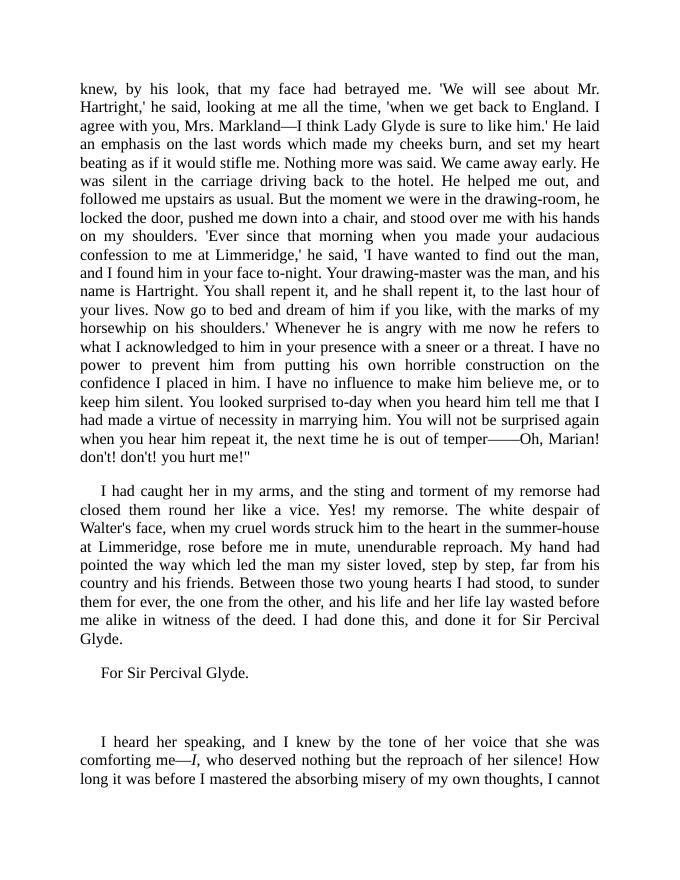 knew, by his look, that my face had betrayed me. 'We will see about Mr.
Hartright,' he said, looking at me all the time, 'when we get back to England. I
agree with you, Mrs. Markland—I think Lady Glyde is sure to like him.' He laid
an emphasis on the last words which made my cheeks burn, and set my heart
beating as if it would stifle me. Nothing more was said. We came away early. He
was silent in the carriage driving back to the hotel. He helped me out, and
followed me upstairs as usual. But the moment we were in the drawing-room, he
locked the door, pushed me down into a chair, and stood over me with his hands
on my shoulders. 'Ever since that morning when you made your audacious
confession to me at Limmeridge,' he said, 'I have wanted to find out the man,
and I found him in your face to-night. Your drawing-master was the man, and his
name is Hartright. You shall repent it, and he shall repent it, to the last hour of
your lives. Now go to bed and dream of him if you like, with the marks of my
horsewhip on his shoulders.' Whenever he is angry with me now he refers to
what I acknowledged to him in your presence with a sneer or a threat. I have no
power to prevent him from putting his own horrible construction on the
confidence I placed in him. I have no influence to make him believe me, or to
keep him silent. You looked surprised to-day when you heard him tell me that I
had made a virtue of necessity in marrying him. You will not be surprised again
when you hear him repeat it, the next time he is out of temper——Oh, Marian!
don't! don't! you hurt me!"
I had caught her in my arms, and the sting and torment of my remorse had
closed them round her like a vice. Yes! my remorse. The white despair of
Walter's face, when my cruel words struck him to the heart in the summer-house
at Limmeridge, rose before me in mute, unendurable reproach. My hand had
pointed the way which led the man my sister loved, step by step, far from his
country and his friends. Between those two young hearts I had stood, to sunder
them for ever, the one from the other, and his life and her life lay wasted before
me alike in witness of the deed. I had done this, and done it for Sir Percival
Glyde.
For Sir Percival Glyde.
I heard her speaking, and I knew by the tone of her voice that she was
comforting me—I, who deserved nothing but the reproach of her silence! How
long it was before I mastered the absorbing misery of my own thoughts, I cannot